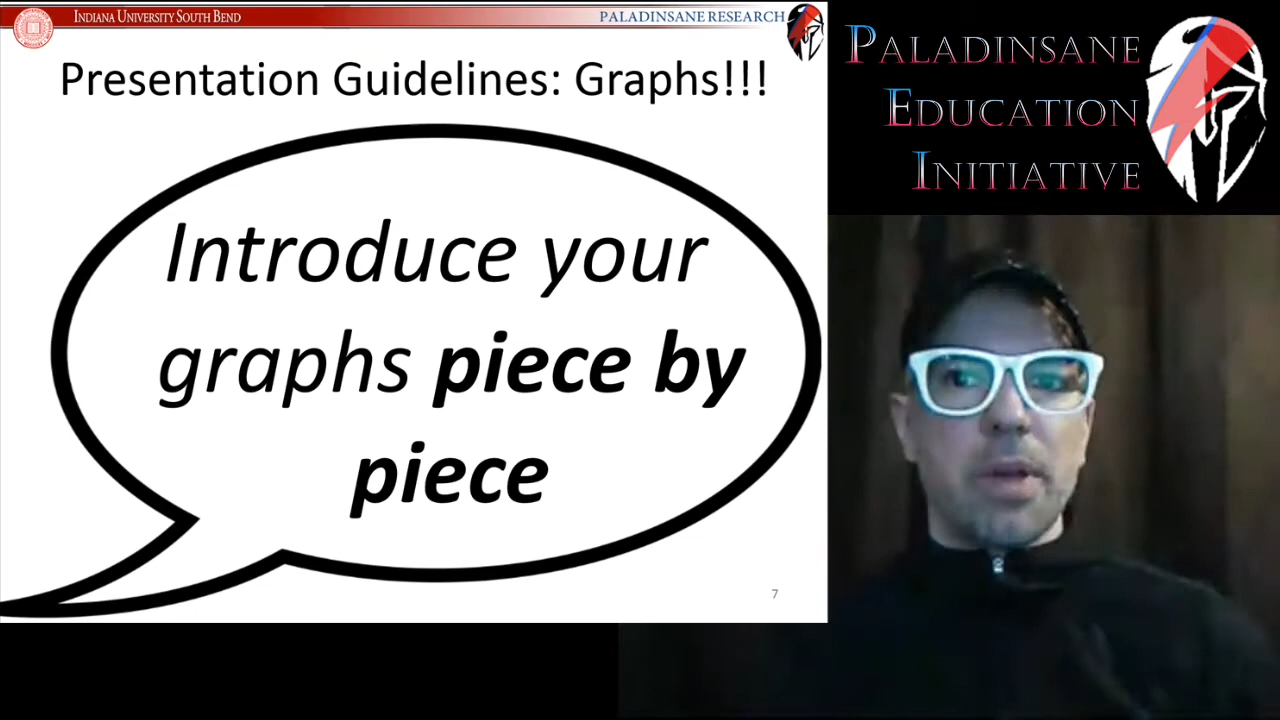 INDIANA UNIVERSITY SOUTH BEND
PALADINSANE RESEARCH
Presentation Guidelines: Graphs!!!
Introduce your
graphs piece by
piece
7
PALADINSANE
EDUCATION
INITIATIVE